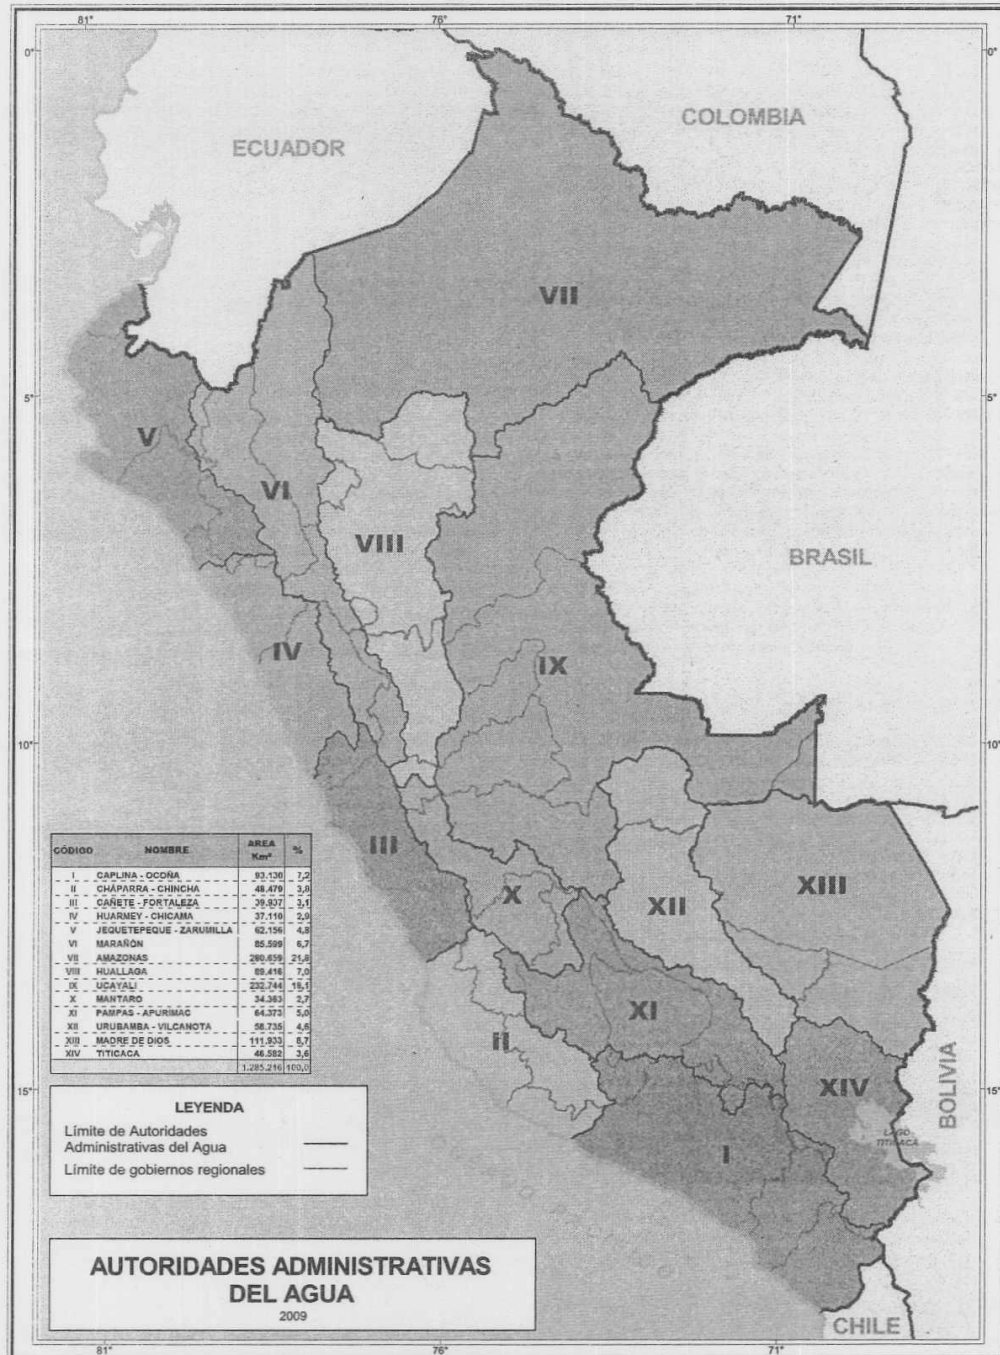 81° 76° 71°
0° 0°
COLOMBIA
ECUADOR
VII
5° 5°
V
VI
VIII
BRASIL
IV
IX
10° 10°
III
X
XII
XIII
XI
II
XIV
I
LAGO
TITICACA
BOLIVIA
15° 15°
CHILE
CÓDIGO NOMBRE AREA Km² %
I CAPLINA - OCOÑA 93.130 7,2
II CHÁPARRA - CHINCHA 48.479 3,8
III CAÑETE - FORTALEZA 39.937 3,1
IV HUARMEY - CHICAMA 37.110 2,9
V JEQUETEPEQUE - ZARUMILLA 62.156 4,8
VI MARAÑÓN 85.599 6,7
VII AMAZONAS 280.659 21,8
VIII HUALLAGA 89.416 7,0
IX UCAYALI 232.744 18,1
X MANTARO 34.363 2,7
XI PAMPAS - APURIMAC 64.373 5,0
XII URUBAMBA - VILCANOTA 58.735 4,6
XIII MADRE DE DIOS 111.933 8,7
XIV TITICACA 46.582 3,6
1.285.216 100,0
LEYENDA
Límite de Autoridades
Administrativas del Agua
Límite de gobiernos regionales
AUTORIDADES ADMINISTRATIVAS
DEL AGUA
2009
81° 76° 71°